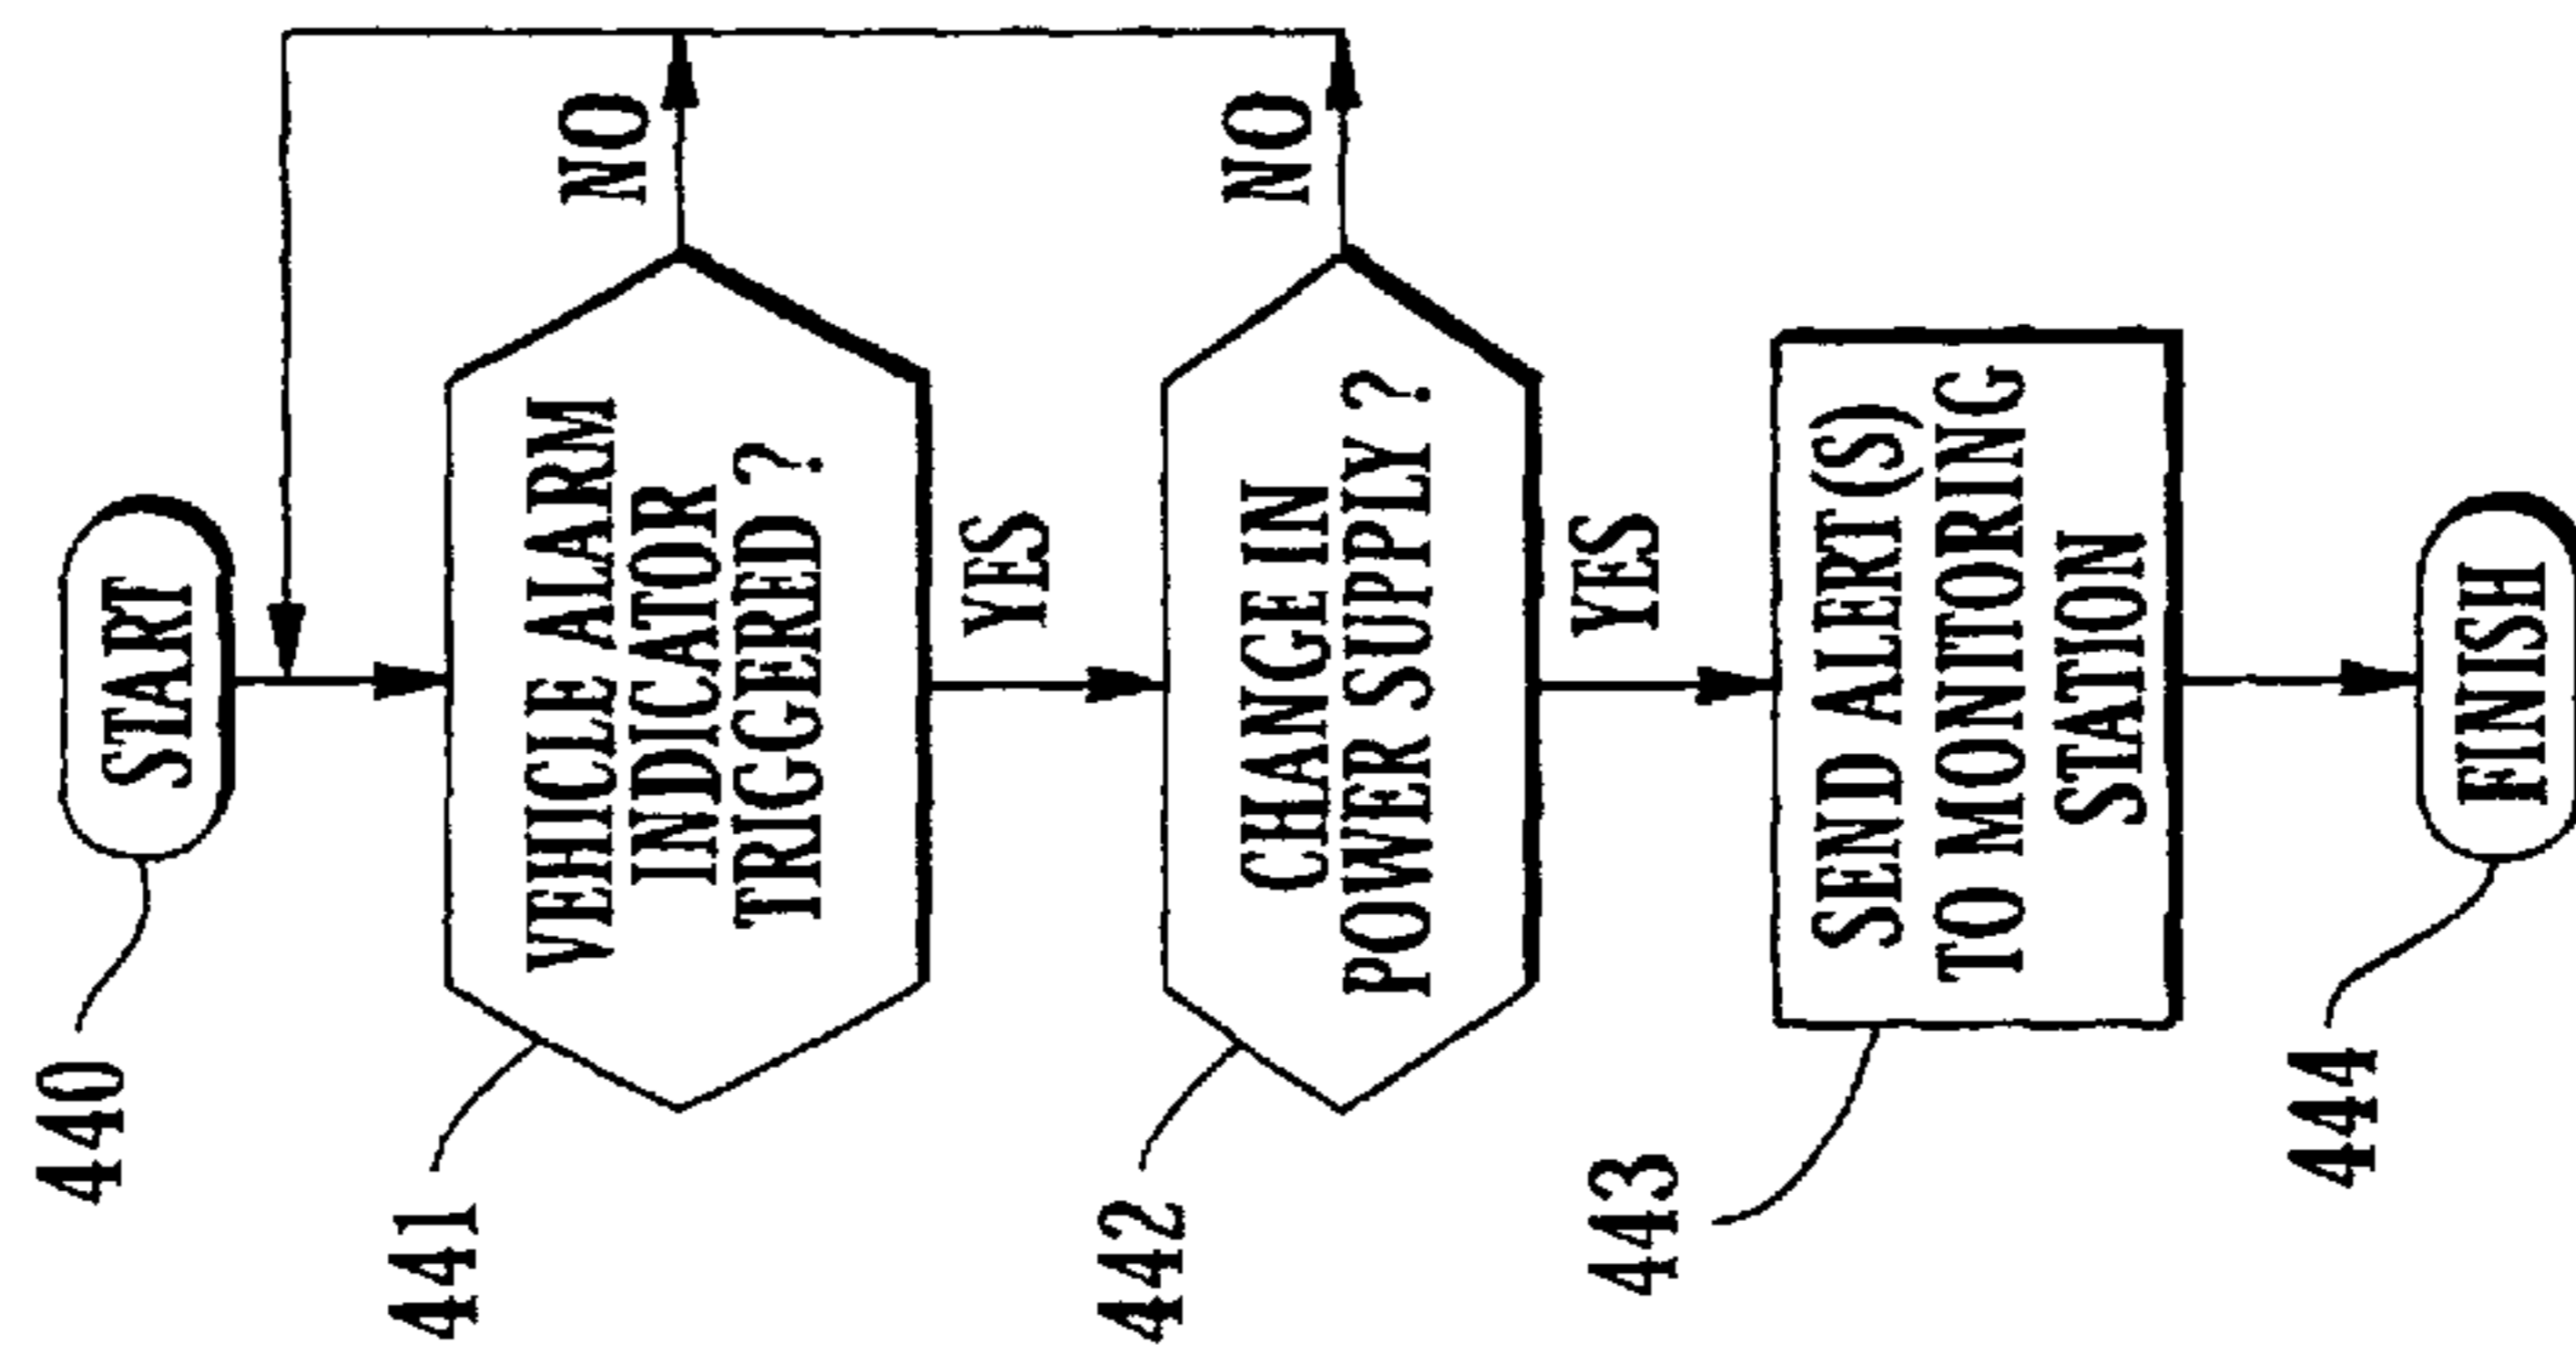 440
START
441
VEHICLE ALARM
INDICATOR
TRIGGERED ?
NO
YES
442
CHANGE IN
POWER SUPPLY ?
NO
YES
443
SEND ALERT(S)
TO MONITORING
STATION
444
FINISH